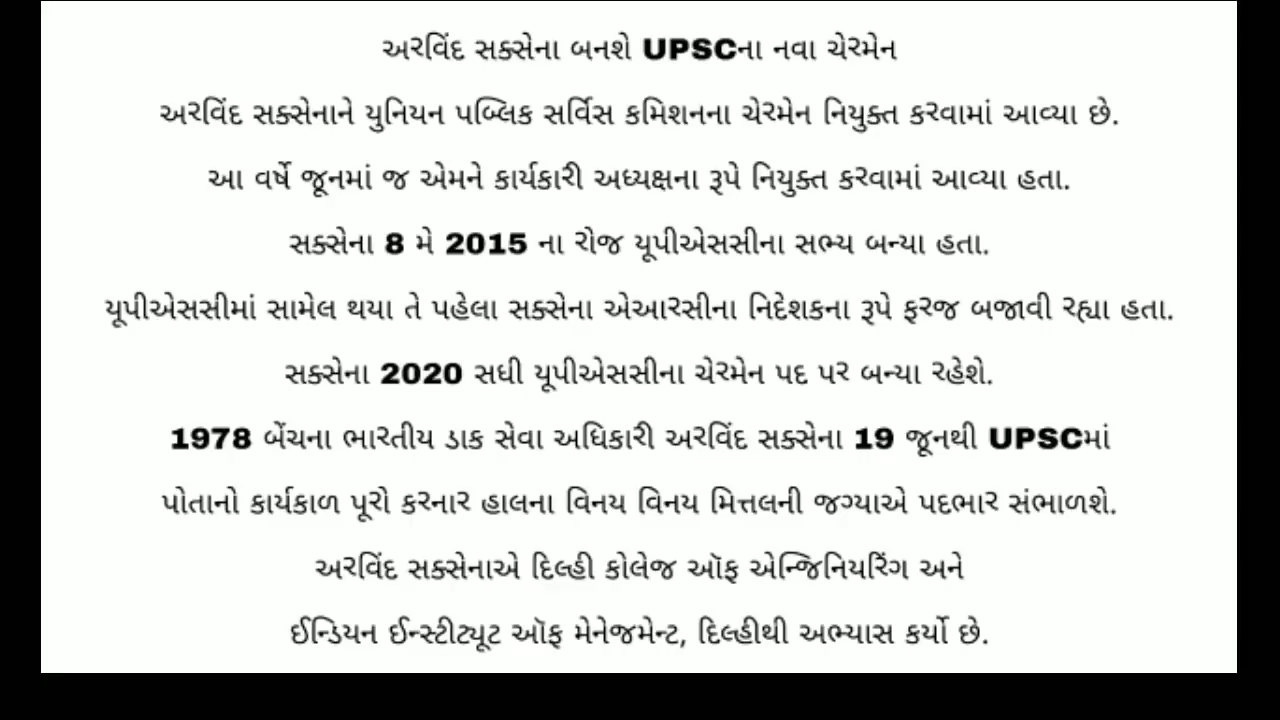 અરવિંદ સક્સેના બનશે UPSCના નવા ચેરમેન
અરવિંદ સક્સેનાને યુનિયન પબ્લિક સર્વિસ કમિશનના ચેરમેન નિયુક્ત કરવામાં આવ્યા છે.
આ વર્ષે જૂનમાં જ એમને કાર્યકારી અધ્યક્ષના રૂપે નિયુક્ત કરવામાં આવ્યા હતા.
સક્સેના 8 મે 2015 ના રોજ યૂપીએસસીના સભ્ય બન્યા હતા.
યૂપીએસસીમાં સામેલ થયા તે પહેલા સક્સેના એઆરસીના નિદેશકના રૂપે ફરજ બજાવી રહ્યા હતા.
સક્સેના 2020 સધી યૂપીએસસીના ચેરમેન પદ પર બન્યા રહેશે.
1978 બેંચના ભારતીય ડાક સેવા અધિકારી અરવિંદ સક્સેના 19 જૂનથી UPSCમાં
પોતાનો કાર્યકાળ પૂરો કરનાર હાલના વિનય વિનય મિત્તલની જગ્યાએ પદભાર સંભાળશે.
અરવિંદ સક્સેનાએ દિલ્હી કોલેજ ઑફ એન્જિનિયરિંગ અને
ઈન્ડિયન ઈન્સ્ટીટ્યૂટ ઑફ મેનેજમેન્ટ, દિલ્હીથી અભ્યાસ કર્યો છે.